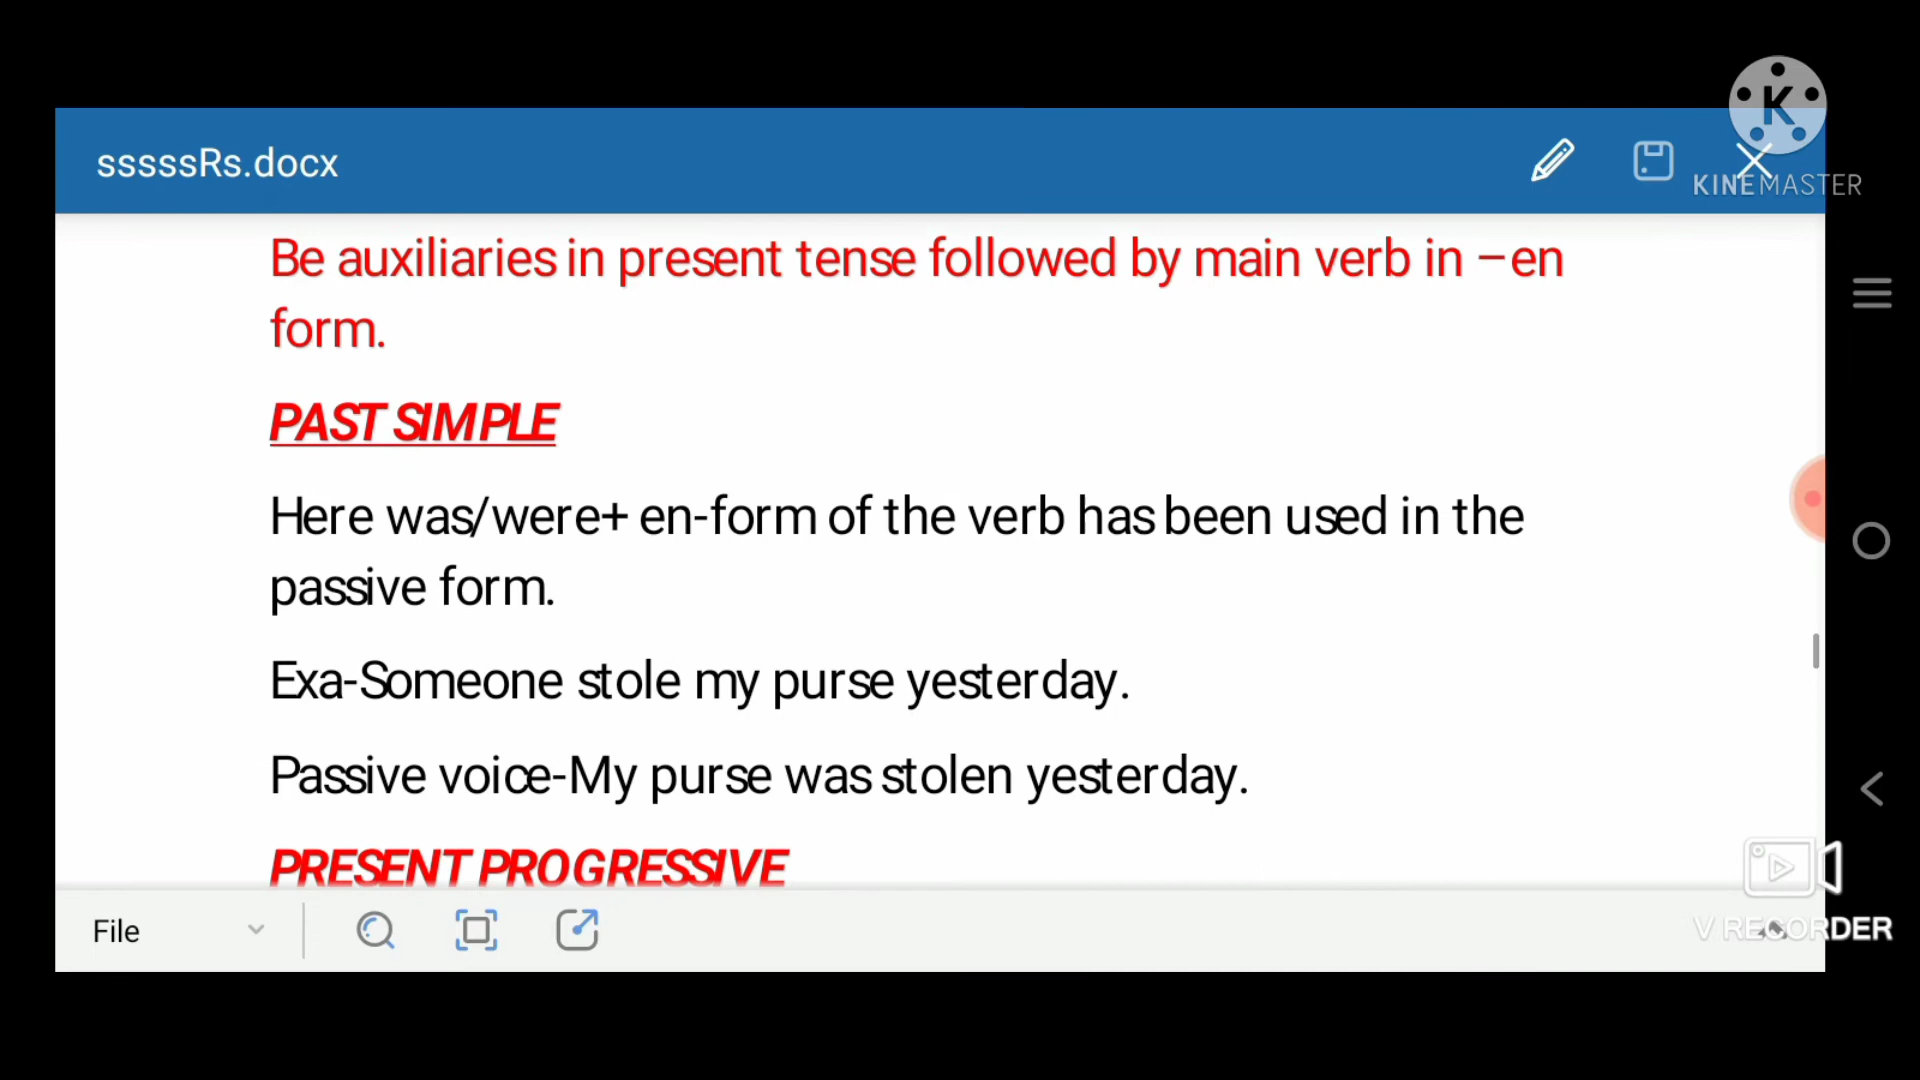 sssssRs.docx
KINEMASTER
Be auxiliaries in present tense followed by main verb in –en
form.
PAST SIMPLE
Here was/were+ en-form of the verb has been used in the
passive form.
Exa-Someone stole my purse yesterday.
Passive voice-My purse was stolen yesterday.
PRESENT PROGRESSIVE
File
V RECORDER